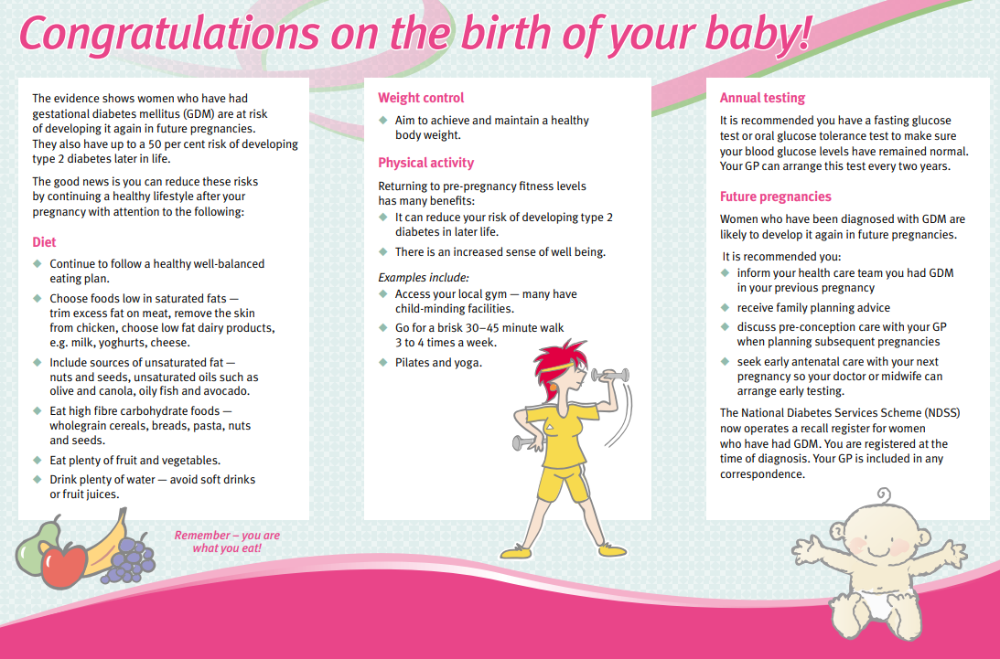 Congratulations on the birth of your baby!
The evidence shows women who have had
gestational diabetes mellitus (GDM) are at risk
of developing it again in future pregnancies.
They also have up to a 50 per cent risk of developing
type 2 diabetes later in life.
The good news is you can reduce these risks
by continuing a healthy lifestyle after your
pregnancy with attention to the following:
Diet
◆ Continue to follow a healthy well-balanced
eating plan.
◆ Choose foods low in saturated fats —
trim excess fat on meat, remove the skin
from chicken, choose low fat dairy products,
e.g. milk, yoghurts, cheese.
◆ Include sources of unsaturated fat —
nuts and seeds, unsaturated oils such as
olive and canola, oily fish and avocado.
◆ Eat high fibre carbohydrate foods —
wholegrain cereals, breads, pasta, nuts
and seeds.
◆ Eat plenty of fruit and vegetables.
◆ Drink plenty of water — avoid soft drinks
or fruit juices.
Remember – you are
what you eat!
Weight control
◆ Aim to achieve and maintain a healthy
body weight.
Physical activity
Returning to pre-pregnancy fitness levels
has many benefits:
◆ It can reduce your risk of developing type 2
diabetes in later life.
◆ There is an increased sense of well being.
Examples include:
◆ Access your local gym — many have
child-minding facilities.
◆ Go for a brisk 30–45 minute walk
3 to 4 times a week.
◆ Pilates and yoga.
Annual testing
It is recommended you have a fasting glucose
test or oral glucose tolerance test to make sure
your blood glucose levels have remained normal.
Your GP can arrange this test every two years.
Future pregnancies
Women who have been diagnosed with GDM are
likely to develop it again in future pregnancies.
It is recommended you:
◆ inform your health care team you had GDM
in your previous pregnancy
◆ receive family planning advice
◆ discuss pre-conception care with your GP
when planning subsequent pregnancies
◆ seek early antenatal care with your next
pregnancy so your doctor or midwife can
arrange early testing.
The National Diabetes Services Scheme (NDSS)
now operates a recall register for women
who have had GDM. You are registered at the
time of diagnosis. Your GP is included in any
correspondence.